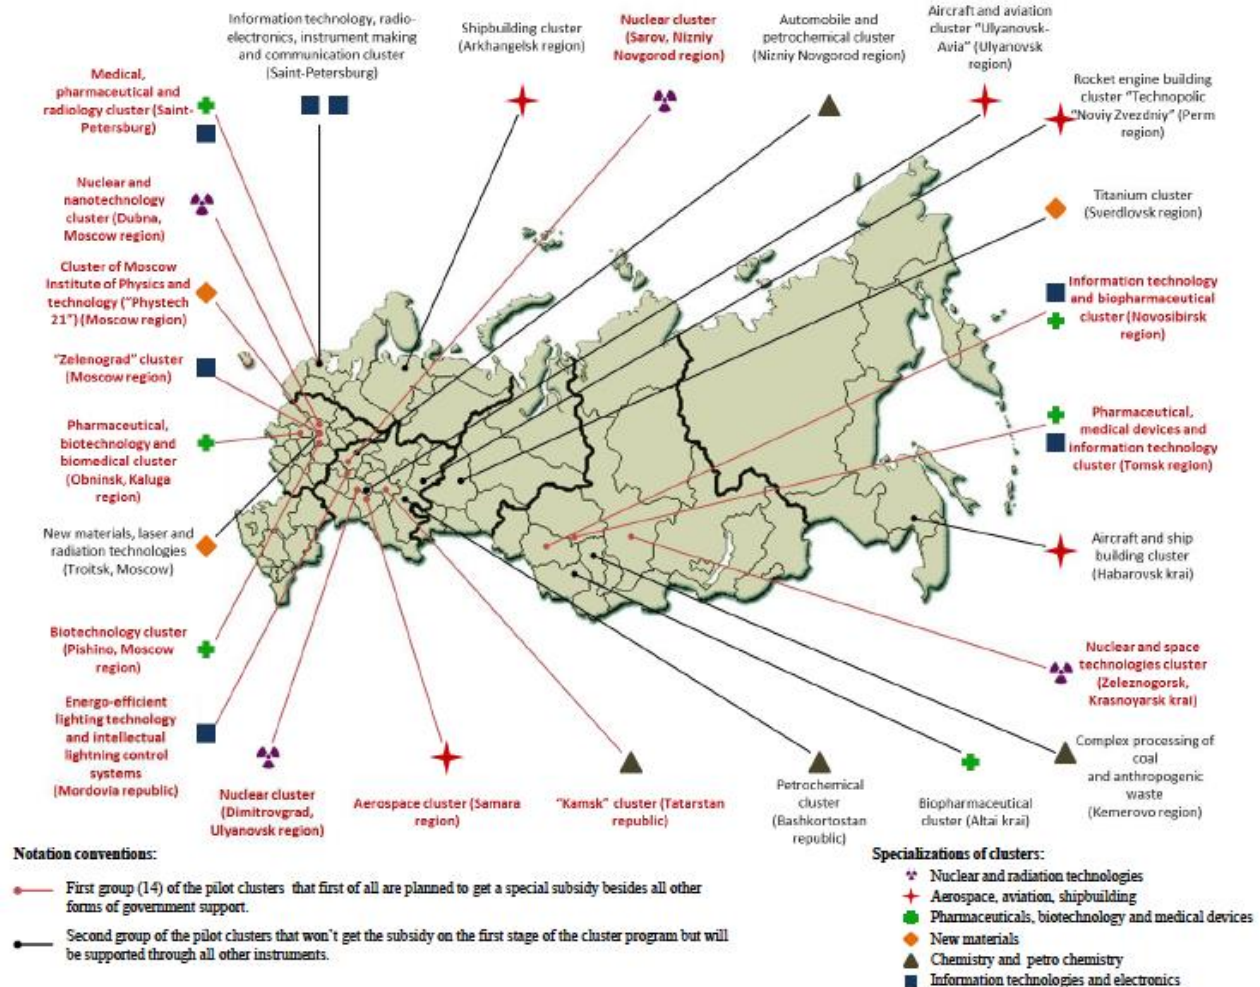 Information technology, radio-
electronics, instrument making
and communication cluster
(Saint-Petersburg)
Shipbuilding cluster
(Arkhangelsk region)
Nuclear cluster
(Sarov, Nizniy
Novgorod region)
Automobile and
petrochemical cluster
(Nizniy Novgorod region)
Aircraft and aviation
cluster "Ulyanovsk-
Avia" (Ulyanovsk
region)
Rocket engine building
cluster "Technopolic
"Noviy Zvezdniy" (Perm
region)
Titanium cluster
(Sverdlovsk region)
Information technology
and biopharmaceutical
cluster (Novosibirsk
region)
Pharmaceutical,
medical devices and
information technology
cluster (Tomsk region)
Aircraft and ship
building cluster
(Habarovsk krai)
Nuclear and space
technologies cluster
(Zeleznogorsk,
Krasnoyarsk krai)
Complex processing of
coal
and anthropogenic
waste
(Kemerovo region)
Medical,
pharmaceutical and
radiology cluster (Saint-
Petersburg)
Nuclear and
nanotechnology
cluster (Dubna,
Moscow region)
Cluster of Moscow
Institute of Physics and
technology ("Phystech
21") (Moscow region)
"Zelenograd" cluster
(Moscow region)
Pharmaceutical,
biotechnology and
biomedical cluster
(Obninsk, Kaluga
region)
New materials, laser and
radiation technologies
(Troitsk, Moscow)
Biotechnology cluster
(Pishino, Moscow
region)
Energo-efficient
lighting technology
and intellectual
lightning control
systems
(Mordovia republic)
Nuclear cluster
(Dimitrovgrad,
Ulyanovsk region)
Aerospace cluster (Samara
region)
"Kamsk" cluster (Tatarstan
republic)
Petrochemical
cluster
(Bashkortostan
republic)
Biopharmaceutical
cluster (Altai krai)
Notation conventions:
First group (14) of the pilot clusters that first of all are planned to get a special subsidy besides all other
forms of government support.
Second group of the pilot clusters that won't get the subsidy on the first stage of the cluster program but will
be supported through all other instruments.
Specializations of clusters:
Nuclear and radiation technologies
Aerospace, aviation, shipbuilding
Pharmaceuticals, biotechnology and medical devices
New materials
Chemistry and petro chemistry
Information technologies and electronics